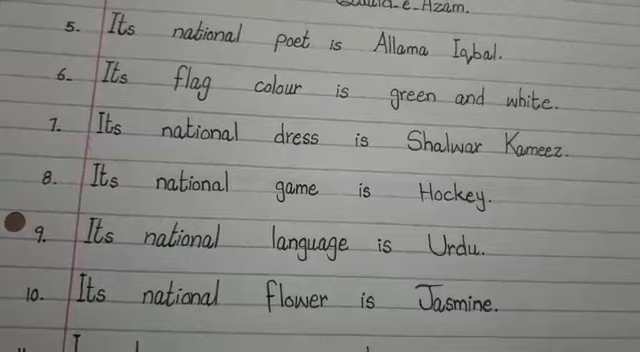 -e-Azam.
5. Its national poet is Allama Iqbal.
6. Its flag colour is green and white.
7. Its national dress is Shalwar Kameez.
8. Its national game is Hockey.
9. Its national language is Urdu.
10. Its national flower is Jasmine.